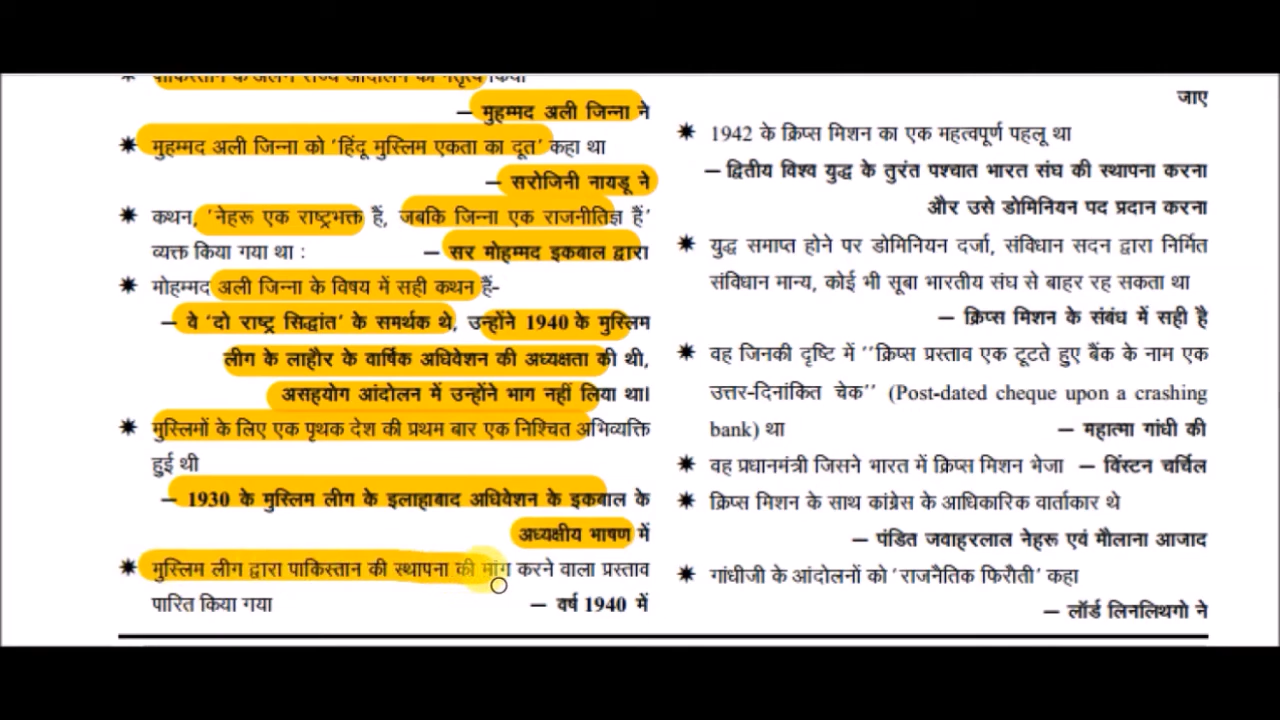 पाकिस्तान के अलग राज्य आंदोलन का नेतृत्व किया
— मुहम्मद अली जिन्ना ने
✷ मुहम्मद अली जिन्ना को 'हिंदू मुस्लिम एकता का दूत' कहा था
— सरोजिनी नायडू ने
✷ कथन, 'नेहरू एक राष्ट्रभक्त हैं, जबकि जिन्ना एक राजनीतिज्ञ हैं'
व्यक्त किया गया था : — सर मोहम्मद इकबाल द्वारा
✷ मोहम्मद अली जिन्ना के विषय में सही कथन हैं-
— वे 'दो राष्ट्र सिद्धांत' के समर्थक थे, उन्होंने 1940 के मुस्लिम
लीग के लाहौर के वार्षिक अधिवेशन की अध्यक्षता की थी,
असहयोग आंदोलन में उन्होंने भाग नहीं लिया था।
✷ मुस्लिमों के लिए एक पृथक देश की प्रथम बार एक निश्चित अभिव्यक्ति
हुई थी
— 1930 के मुस्लिम लीग के इलाहाबाद अधिवेशन के इकबाल के
अध्यक्षीय भाषण में
✷ मुस्लिम लीग द्वारा पाकिस्तान की स्थापना की मांग करने वाला प्रस्ताव
पारित किया गया — वर्ष 1940 में
जाए
✷ 1942 के क्रिप्स मिशन का एक महत्वपूर्ण पहलू था
— द्वितीय विश्व युद्ध के तुरंत पश्चात भारत संघ की स्थापना करना
और उसे डोमिनियन पद प्रदान करना
✷ युद्ध समाप्त होने पर डोमिनियन दर्जा, संविधान सदन द्वारा निर्मित
संविधान मान्य, कोई भी सूबा भारतीय संघ से बाहर रह सकता था
— क्रिप्स मिशन के संबंध में सही है
✷ वह जिनकी दृष्टि में ''क्रिप्स प्रस्ताव एक टूटते हुए बैंक के नाम एक
उत्तर-दिनांकित चेक'' (Post-dated cheque upon a crashing
bank) था — महात्मा गांधी की
✷ वह प्रधानमंत्री जिसने भारत में क्रिप्स मिशन भेजा — विंस्टन चर्चिल
✷ क्रिप्स मिशन के साथ कांग्रेस के आधिकारिक वार्ताकार थे
— पंडित जवाहरलाल नेहरू एवं मौलाना आजाद
✷ गांधीजी के आंदोलनों को 'राजनैतिक फिरौती' कहा
— लॉर्ड लिनलिथगो ने